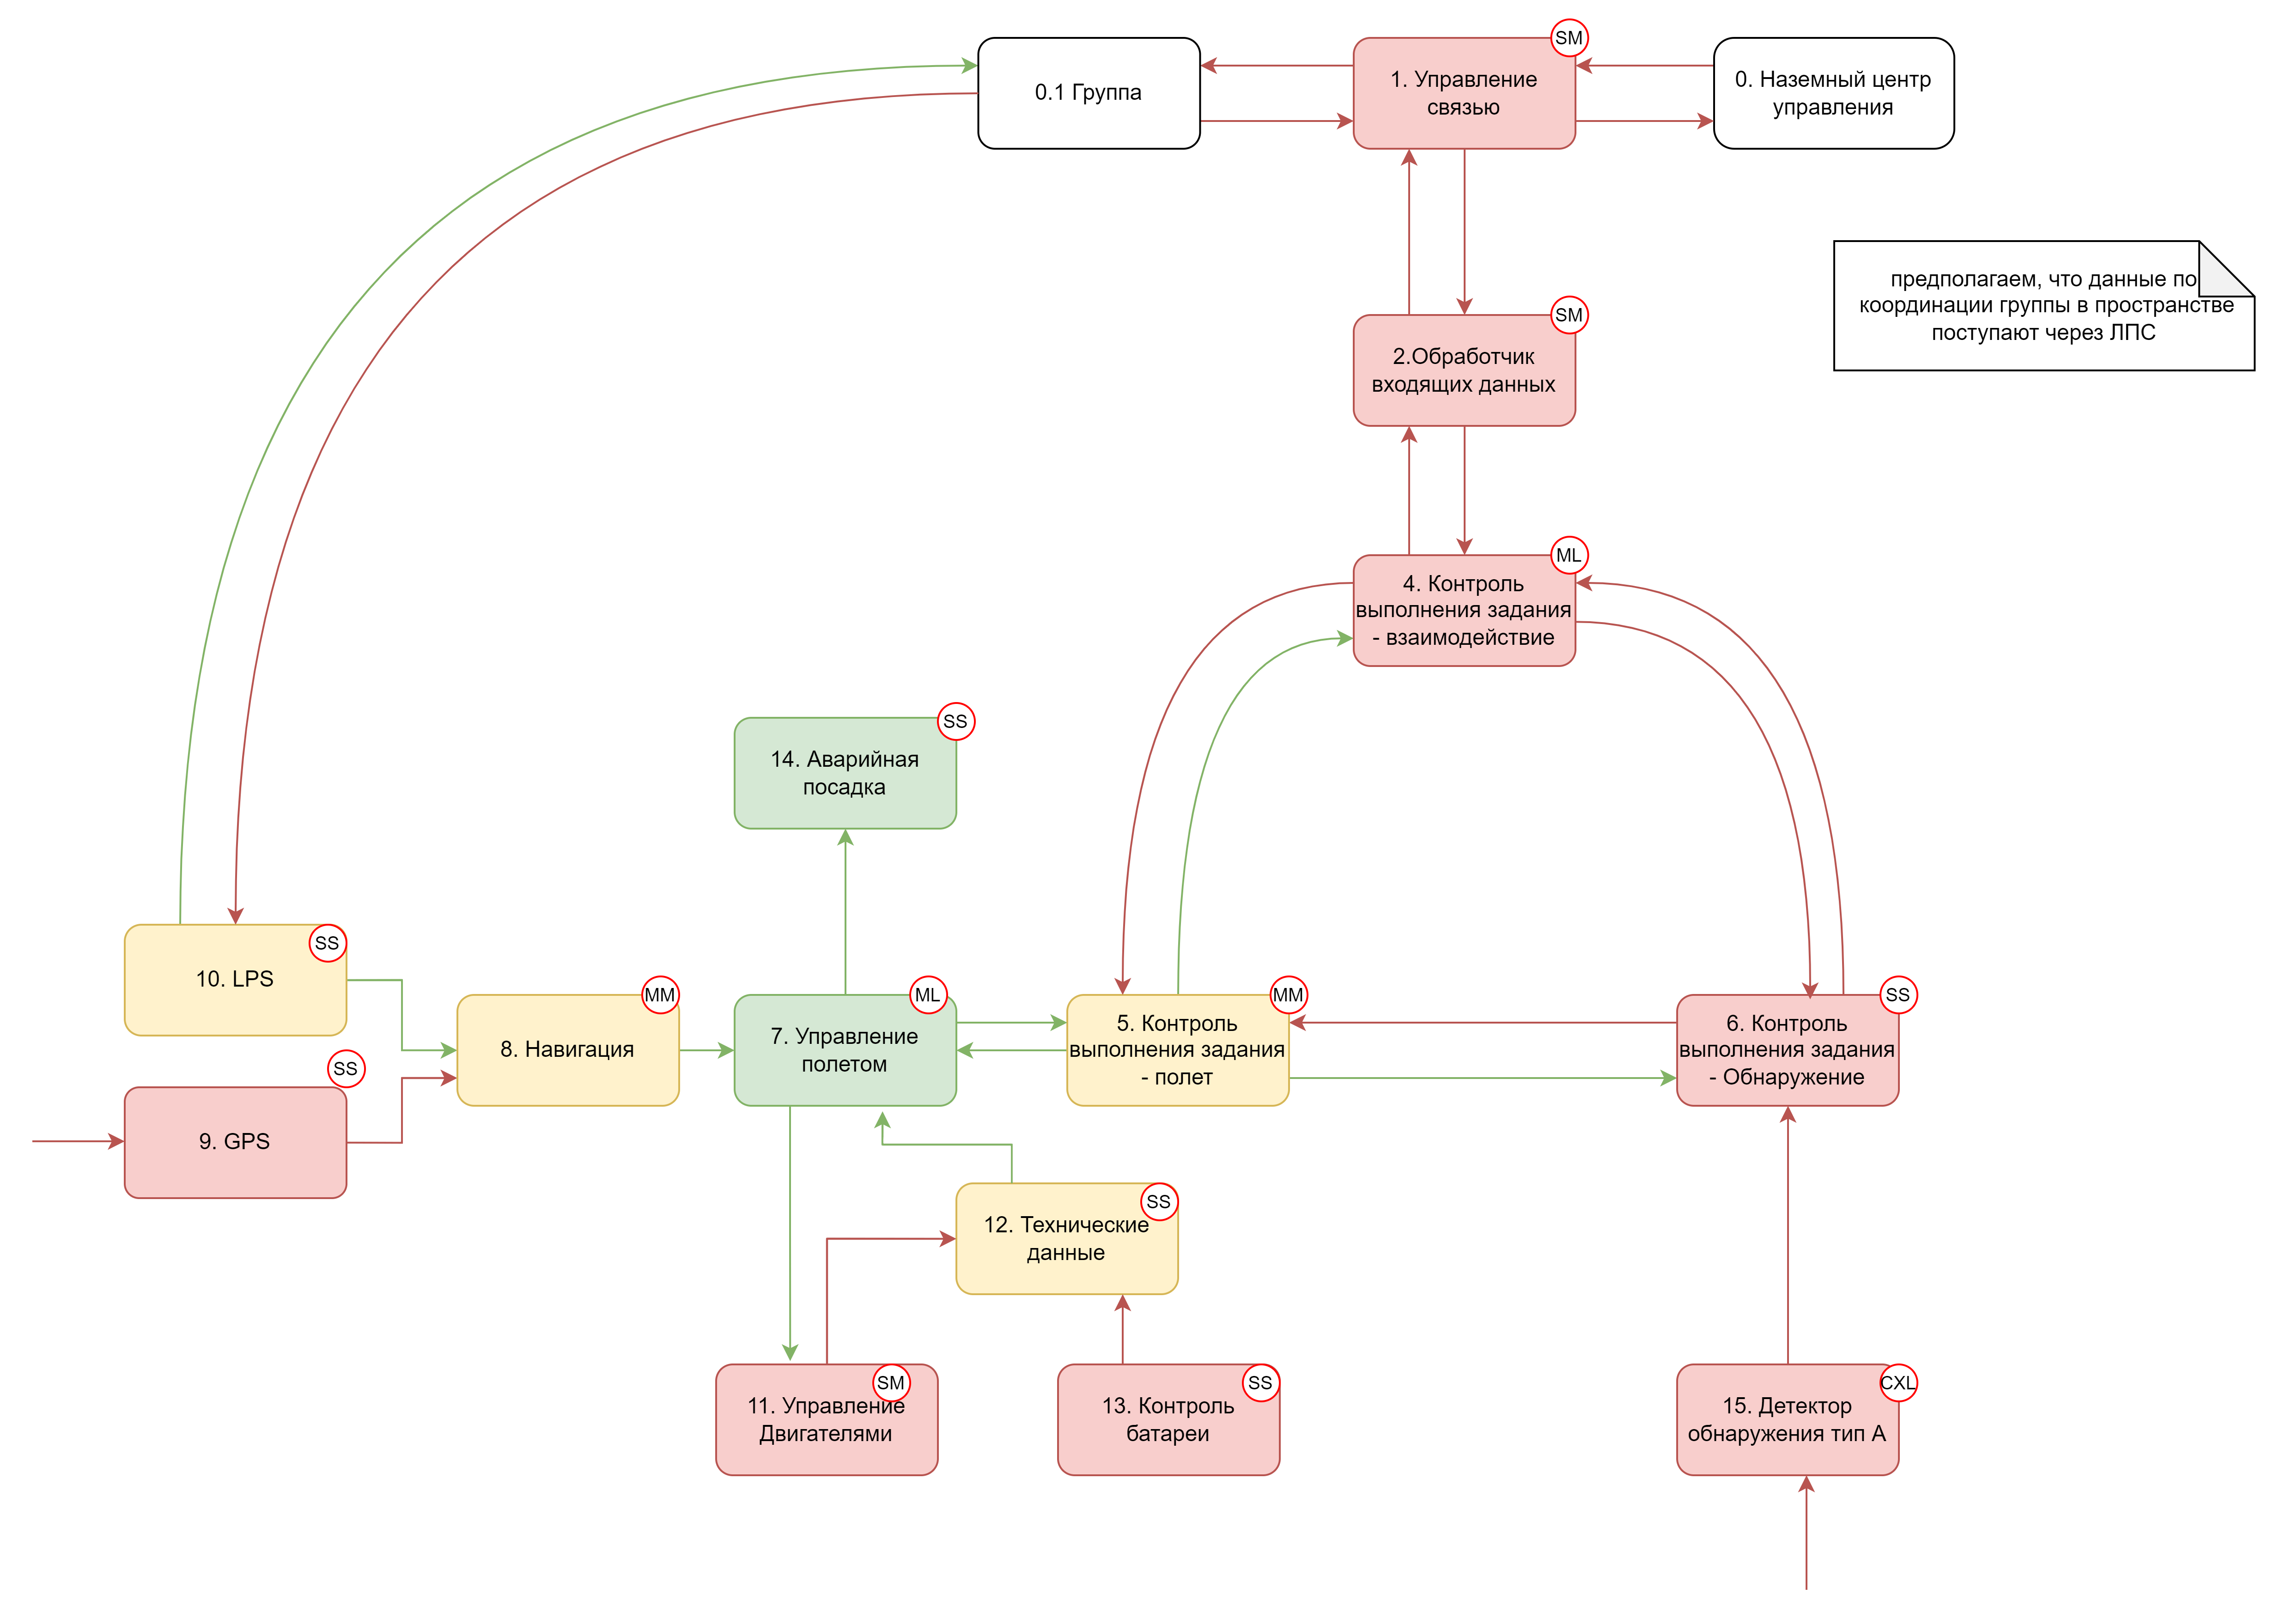 SM
0.1 Группа
1. Управление
связью
0. Наземный центр
управления
предполагаем, что данные по
координации группы в пространстве
поступают через ЛПС
SM
2.Обработчик
входящих данных
ML
4. Контроль
выполнения задания
- взаимодействие
SS
14. Аварийная
посадка
SS
10. LPS
MM
8. Навигация
ML
7. Управление
полетом
MM
5. Контроль
выполнения задания
- полет
SS
6. Контроль
выполнения задания
- Обнаружение
SS
9. GPS
SS
12. Технические
данные
SM
11. Управление
Двигателями
SS
13. Контроль
батареи
CXL
15. Детектор
обнаружения тип А